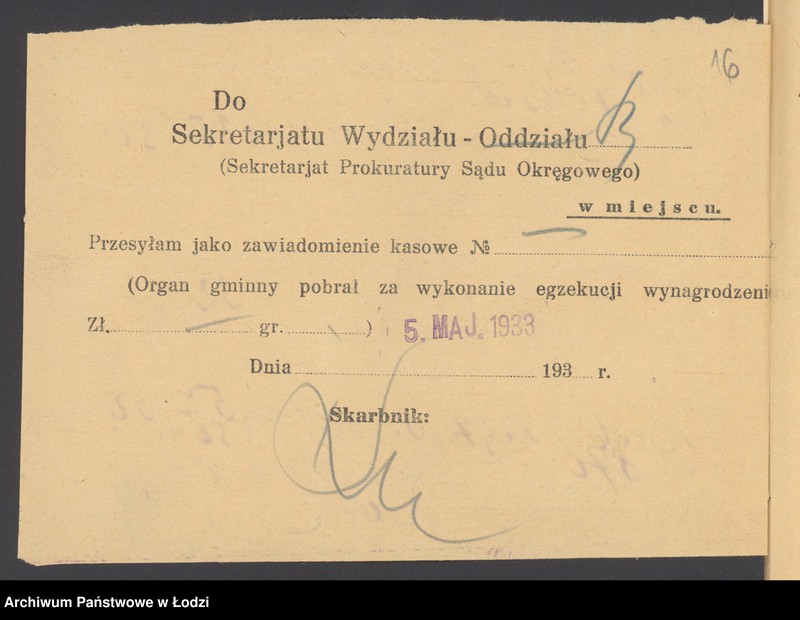 16
Do
Sekretarjatu Wydziału - Oddziału
(Sekretarjat Prokuratury Sądu Okręgowego)
w miejscu.
Przesyłam jako zawiadomienie kasowe №
(Organ gminny pobrał za wykonanie egzekucji wynagrodzeni
Zł. gr. ) 5. MAJ. 1933
Dnia 193 r.
Skarbnik:
Archiwum Państwowe w Łodzi